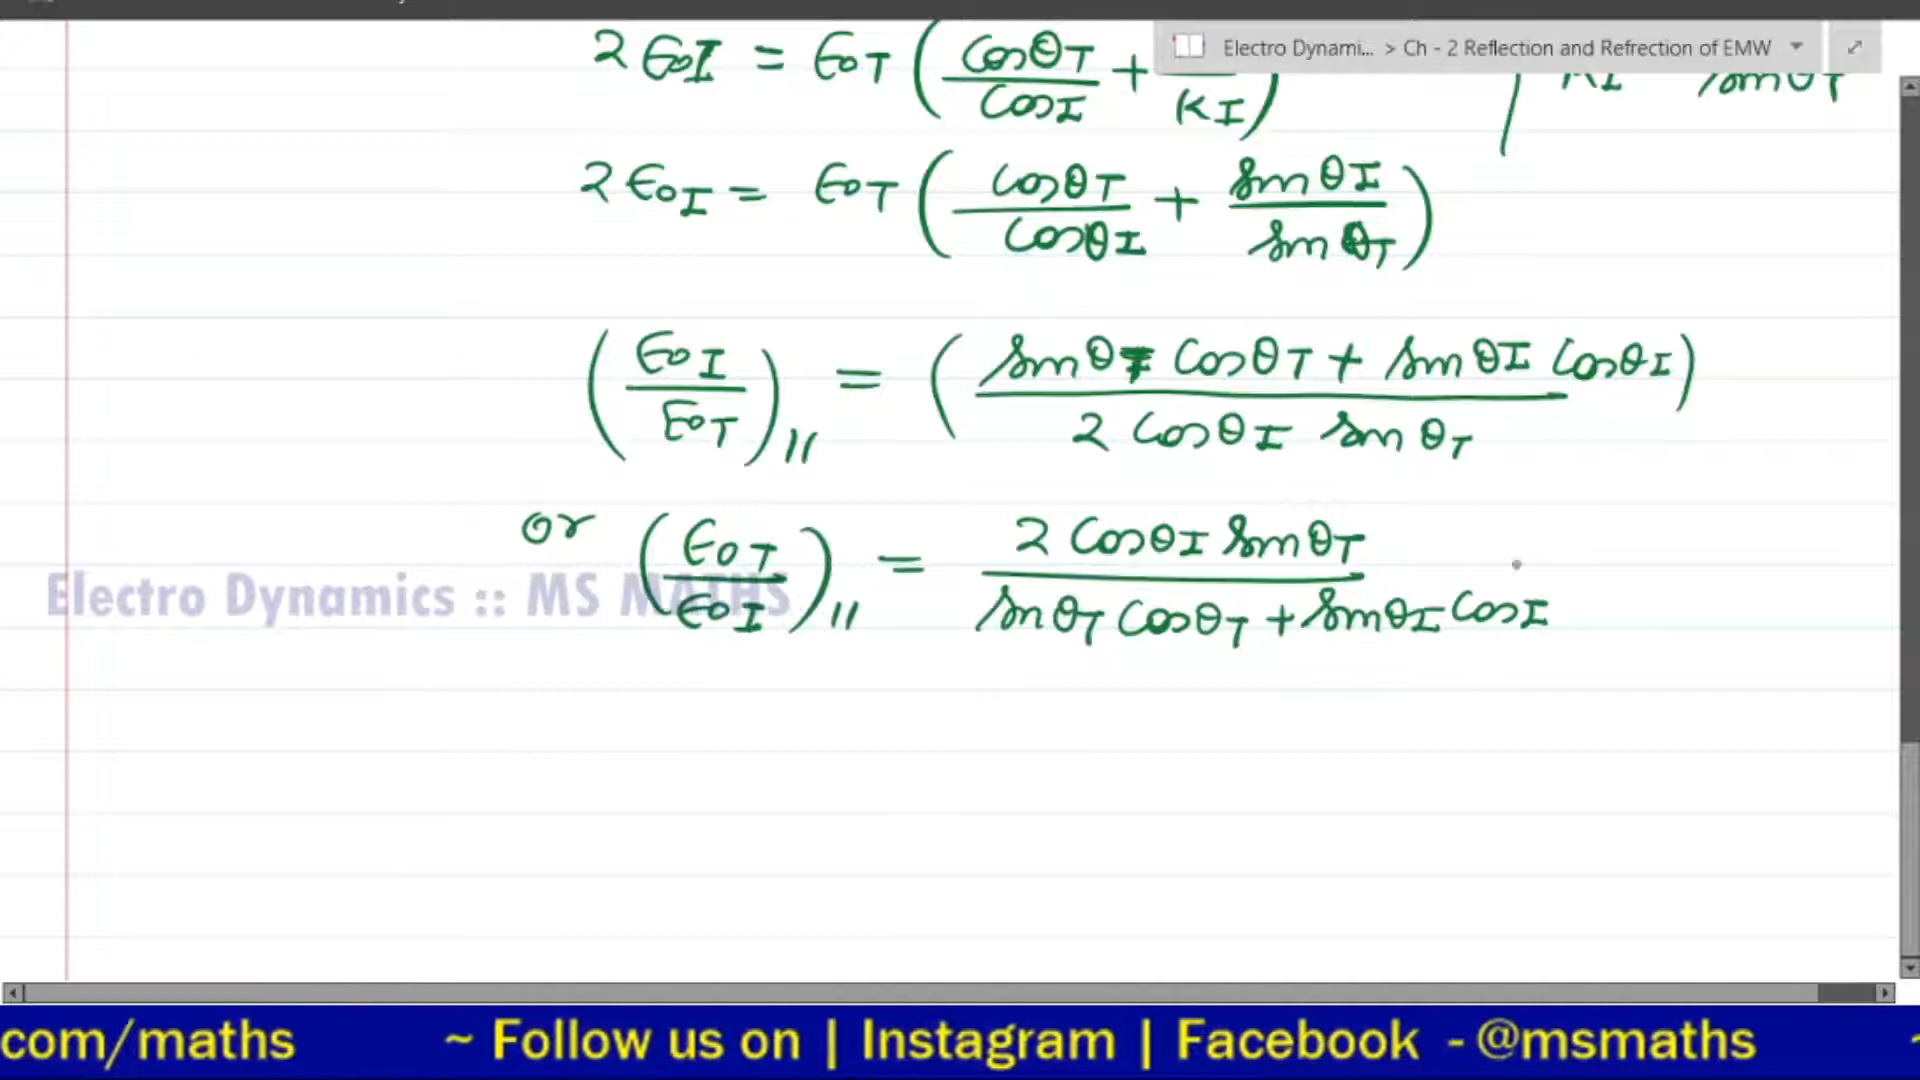 Electro Dynami... > Ch - 2 Reflection and Refrection of EMW
2 E₀I = E₀T ( CosθT / CosI + / KI )
KI sinθT
2 E₀I = E₀T ( cosθT / CosθI + sinθI / sinθT )
( E₀I / E₀T )∥ = ( sinθT CosθT + sinθI CosθI ) / 2 CosθI sinθT
or ( E₀T / E₀I )∥ = 2 CosθI sinθT / sinθT CosθT + sinθI CosI
Electro Dynamics :: MS MATHS
com/maths ~ Follow us on | Instagram | Facebook - @msmaths ~